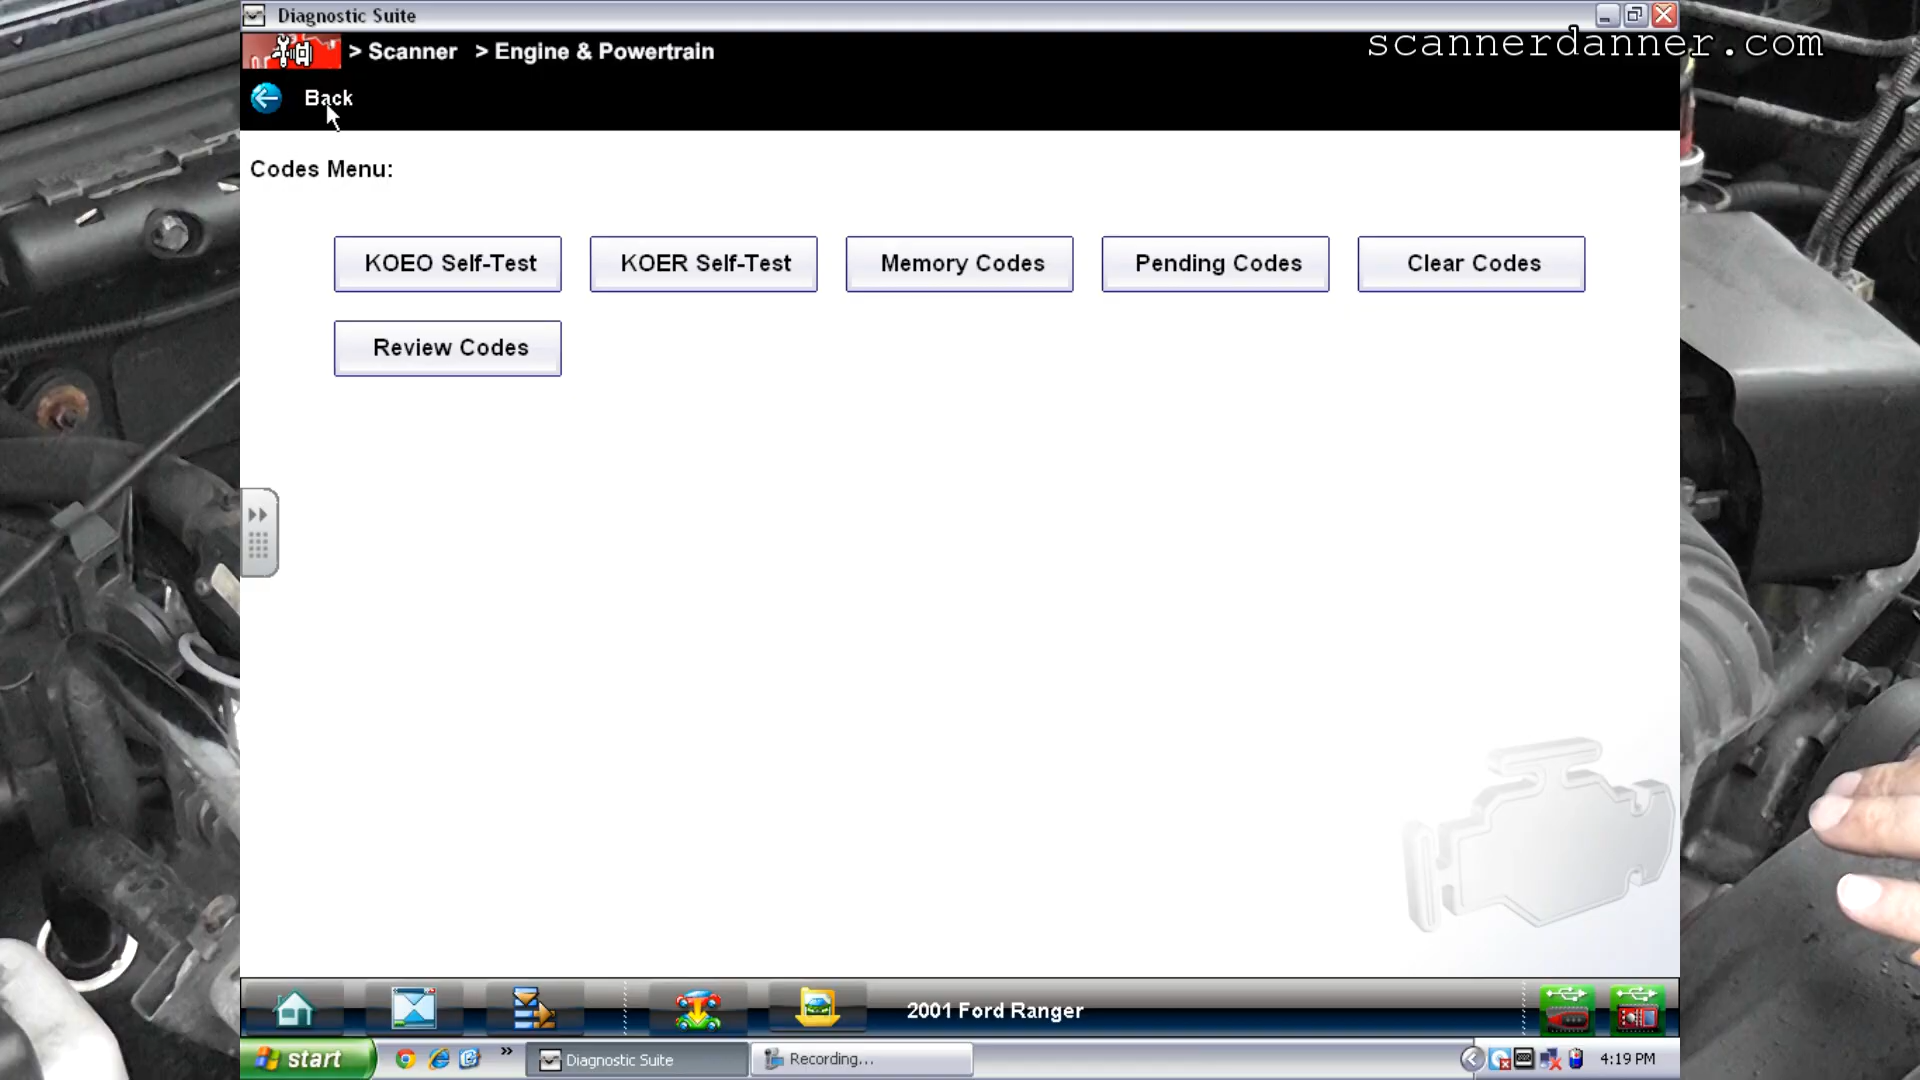 Diagnostic Suite
scannerdanner.com
> Scanner > Engine & Powertrain
Back
Codes Menu:
KOEO Self-Test
KOER Self-Test
Memory Codes
Pending Codes
Clear Codes
Review Codes
2001 Ford Ranger
start
Diagnostic Suite
Recording...
4:19 PM